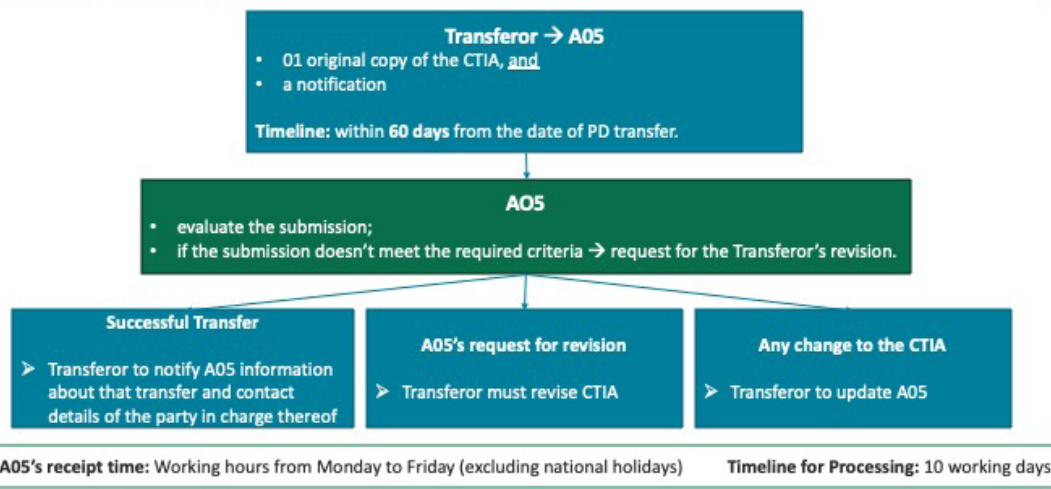 Transferor → A05
• 01 original copy of the CTIA, and
• a notification
Timeline: within 60 days from the date of PD transfer.
AO5
• evaluate the submission;
• if the submission doesn't meet the required criteria → request for the Transferor's revision.
Successful Transfer
➢ Transferor to notify A05 information
about that transfer and contact
details of the party in charge thereof
A05's request for revision
➢ Transferor must revise CTIA
Any change to the CTIA
➢ Transferor to update A05
A05's receipt time: Working hours from Monday to Friday (excluding national holidays) Timeline for Processing: 10 working days